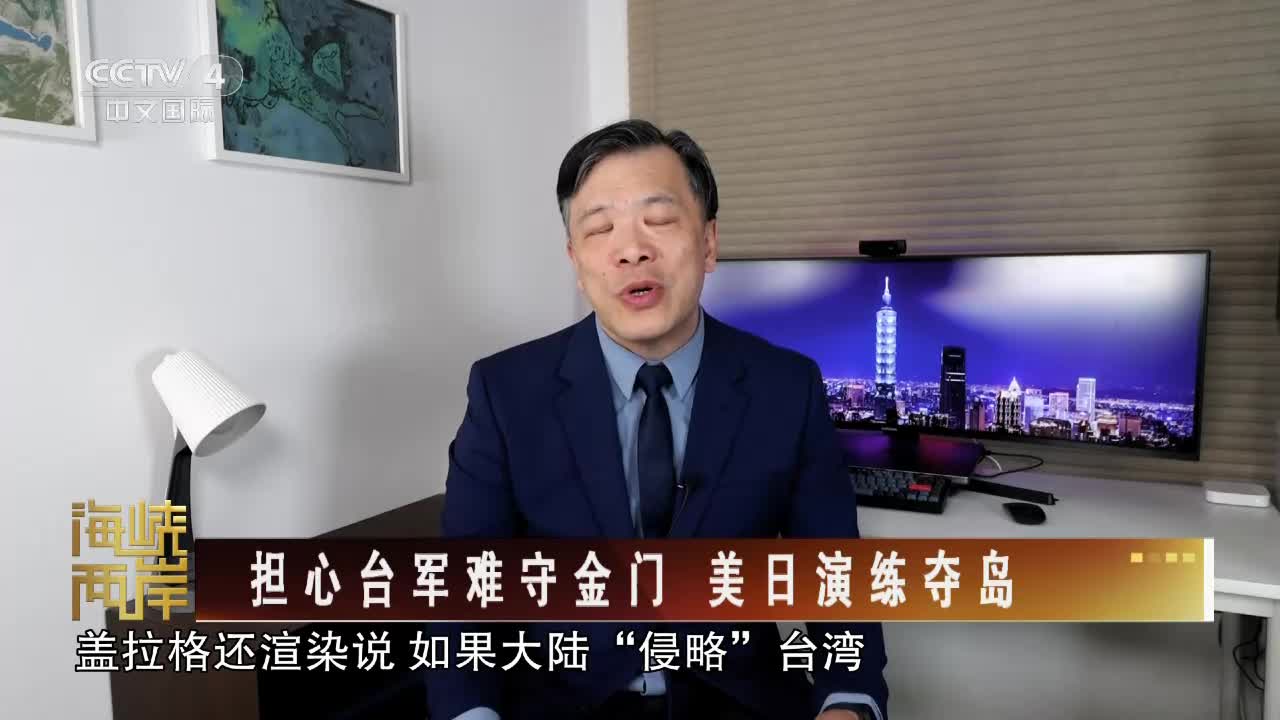 CCTV 4
中文国际
海峡
两岸
担心台军难守金门 美日演练夺岛
盖拉格还渲染说 如果大陆“侵略”台湾